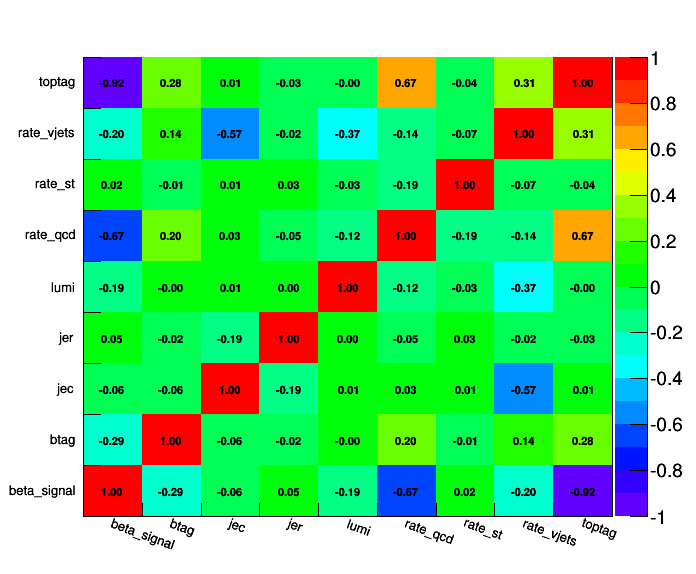 1
toptag -0.92 0.28 0.01 -0.03 -0.00 0.67 -0.04 0.31 1.00
0.8
rate_vjets -0.20 0.14 -0.57 -0.02 -0.37 -0.14 -0.07 1.00 0.31
0.6
rate_st 0.02 -0.01 0.01 0.03 -0.03 -0.19 1.00 -0.07 -0.04
0.4
rate_qcd -0.67 0.20 0.03 -0.05 -0.12 1.00 -0.19 -0.14 0.67
0.2
lumi -0.19 -0.00 0.01 0.00 1.00 -0.12 -0.03 -0.37 -0.00
0
-0.2
jer 0.05 -0.02 -0.19 1.00 0.00 -0.05 0.03 -0.02 -0.03
-0.4
jec -0.06 -0.06 1.00 -0.19 0.01 0.03 0.01 -0.57 0.01
-0.6
btag -0.29 1.00 -0.06 -0.02 -0.00 0.20 -0.01 0.14 0.28
-0.8
beta_signal 1.00 -0.29 -0.06 0.05 -0.19 -0.67 0.02 -0.20 -0.92
-1
beta_signal btag jec jer lumi rate_qcd rate_st rate_vjets toptag